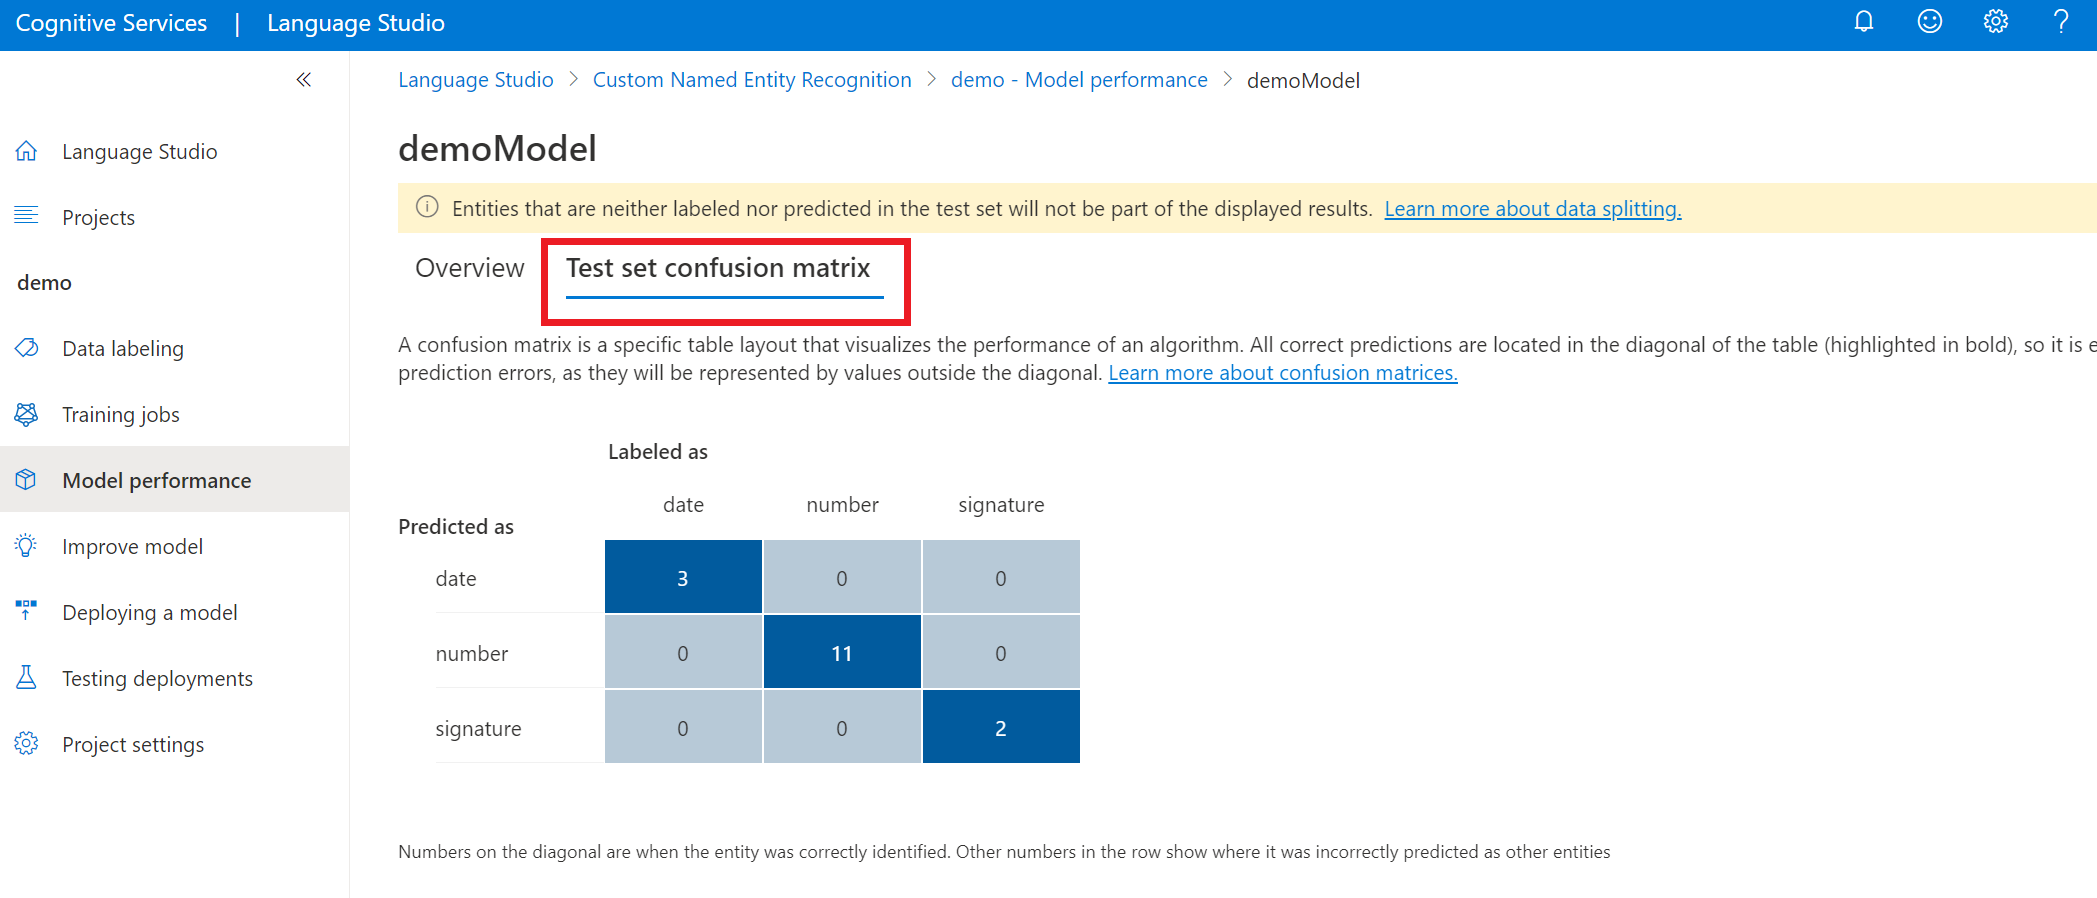 Cognitive Services | Language Studio
Language Studio > Custom Named Entity Recognition > demo - Model performance > demoModel
Language Studio
Projects
demo
Data labeling
Training jobs
Model performance
Improve model
Deploying a model
Testing deployments
Project settings
demoModel
Entities that are neither labeled nor predicted in the test set will not be part of the displayed results. Learn more about data splitting.
Overview Test set confusion matrix
A confusion matrix is a specific table layout that visualizes the performance of an algorithm. All correct predictions are located in the diagonal of the table (highlighted in bold), so it is
prediction errors, as they will be represented by values outside the diagonal. Learn more about confusion matrices.
Labeled as
date number signature
Predicted as
date 3 0 0
number 0 11 0
signature 0 0 2
Numbers on the diagonal are when the entity was correctly identified. Other numbers in the row show where it was incorrectly predicted as other entities